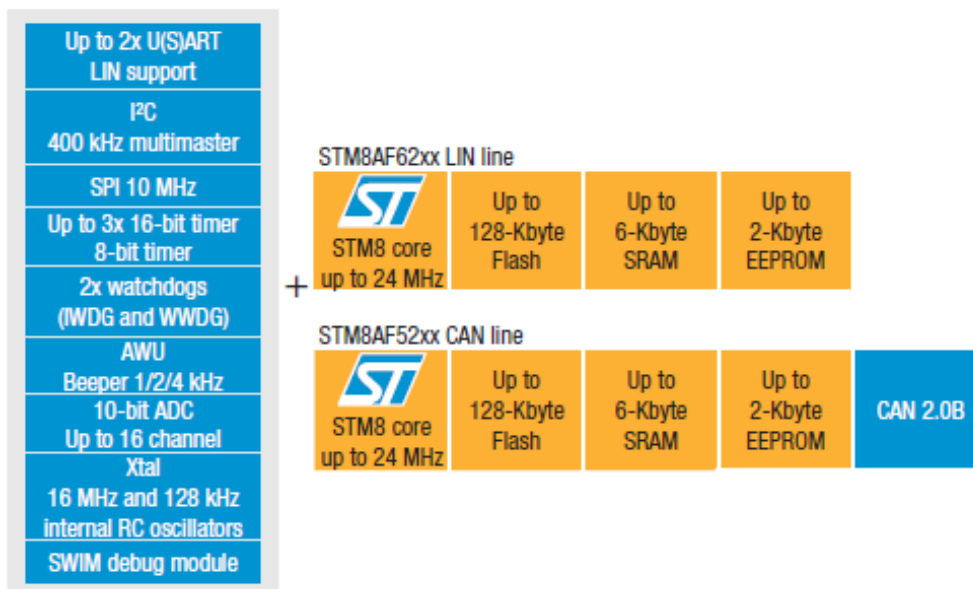 Up to 2x U(S)ART
LIN support
I²C
400 kHz multimaster
SPI 10 MHz
Up to 3x 16-bit timer
8-bit timer
2x watchdogs
(IWDG and WWDG)
AWU
Beeper 1/2/4 kHz
10-bit ADC
Up to 16 channel
Xtal
16 MHz and 128 kHz
internal RC oscillators
SWIM debug module
+
STM8AF62xx LIN line
ST
STM8 core
up to 24 MHz
Up to
128-Kbyte
Flash
Up to
6-Kbyte
SRAM
Up to
2-Kbyte
EEPROM
STM8AF52xx CAN line
ST
STM8 core
up to 24 MHz
Up to
128-Kbyte
Flash
Up to
6-Kbyte
SRAM
Up to
2-Kbyte
EEPROM
CAN 2.0B